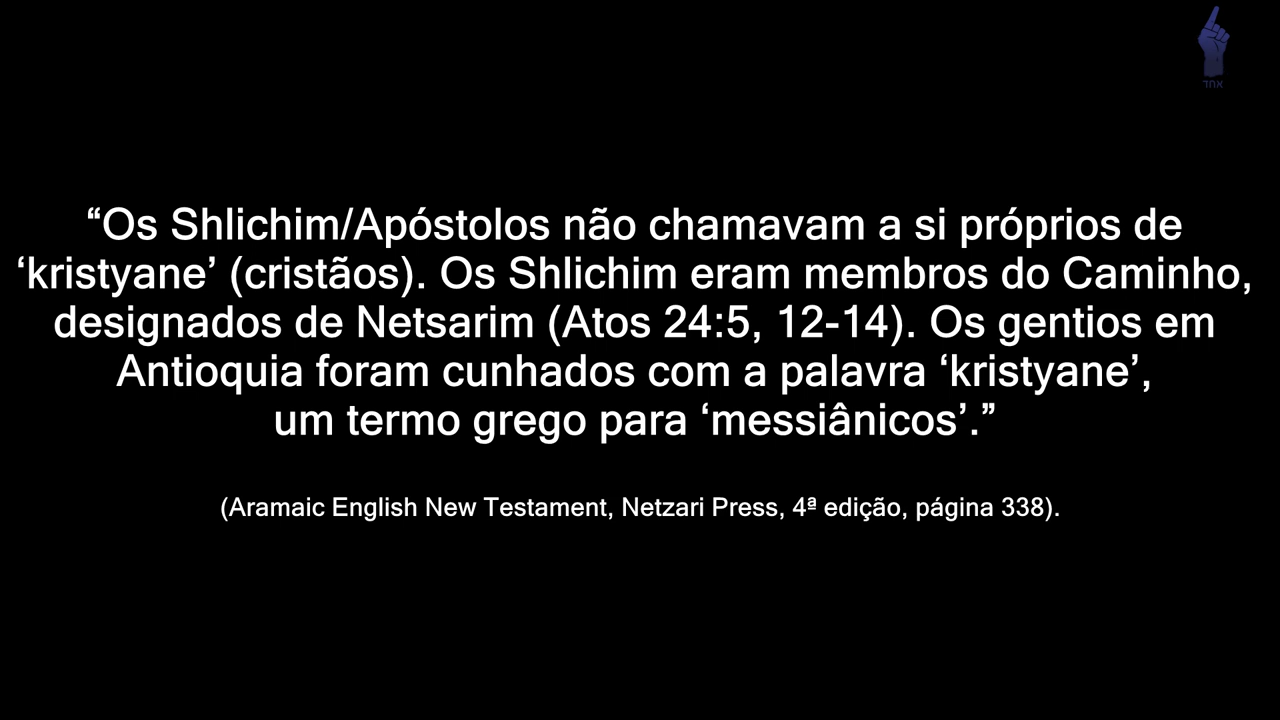 אחד
“Os Shlichim/Apóstolos não chamavam a si próprios de
‘kristyane’ (cristãos). Os Shlichim eram membros do Caminho,
designados de Netsarim (Atos 24:5, 12-14). Os gentios em
Antioquia foram cunhados com a palavra ‘kristyane’,
um termo grego para ‘messiânicos’.”
(Aramaic English New Testament, Netzari Press, 4ª edição, página 338).